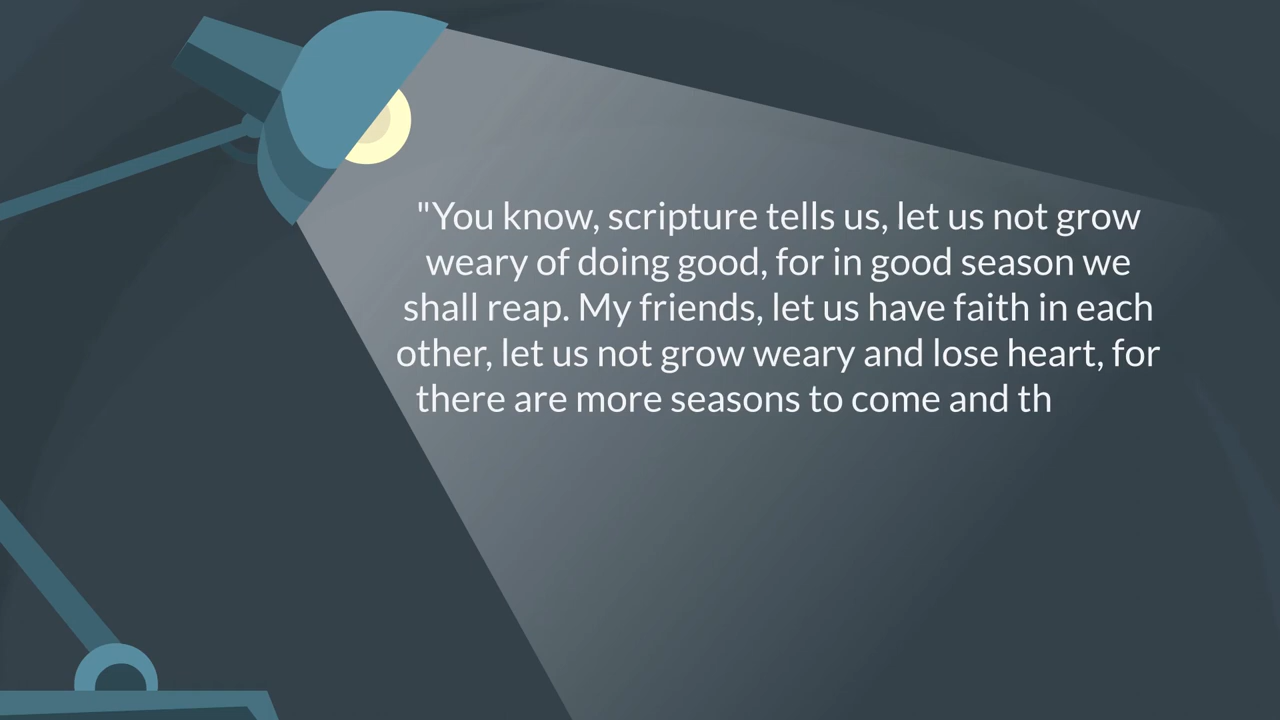 "You know, scripture tells us, let us not grow
weary of doing good, for in good season we
shall reap. My friends, let us have faith in each
other, let us not grow weary and lose heart, for
there are more seasons to come and th